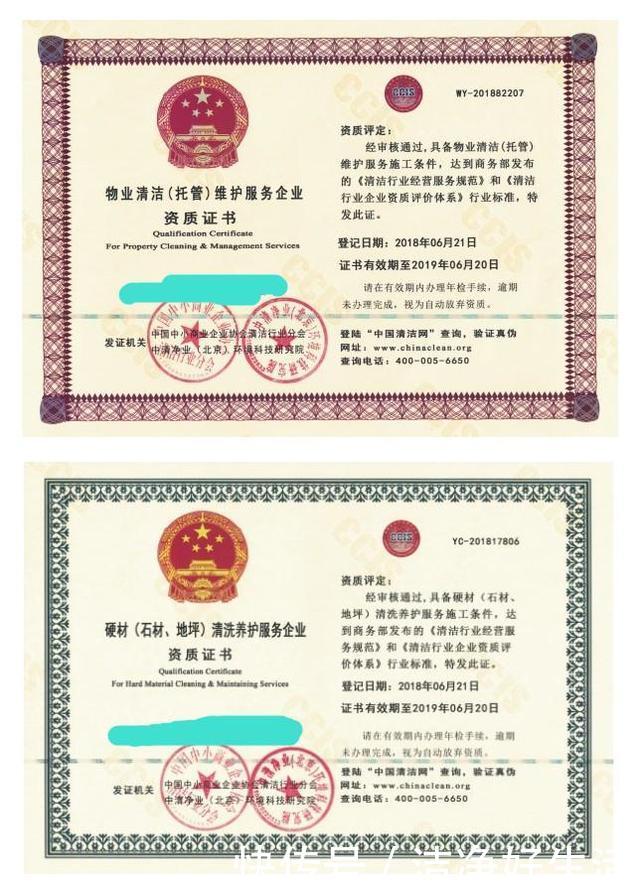 CCIS
WY-201882207
资质评定:
经审核通过,具备物业清洁(托管)
维护服务施工条件，达到商务部发布
的《清洁行业经营服务规范》和《清洁
行业企业资质评价体系》行业标准，特
发此证。
物业清洁(托管)维护服务企业
资质证书
Qualification Certificate
For Property Cleaning & Management Services
登记日期: 2018年06月21日
证书有效期至2019年06月20日
请在有效期内办理年检手续，逾期
未办理完成，视为自动放弃资质。
发证机关
中国中小商业企业协会清洁行业分会
中清净业（北京）环境科技研究院
登陆“中国清洁网”查询，验证真伪
网址: www.chinaclean.org
查询电话: 400-005-6650
CCIS
YC-201817806
资质评定:
经审核通过,具备硬材（石材、
地坪）清洗养护服务施工条件，达
到商务部发布的《清洁行业经营服
务规范》和《清洁行业企业资质评
价体系》行业标准，特发此证。
硬材（石材、地坪）清洗养护服务企业
资质证书
Qualification Certificate
For Hard Material Cleaning & Maintaining Services
登记日期: 2018年06月21日
证书有效期至2019年06月20日
请在有效期内办理年检手续，逾期
未办理完成，视为自动放弃资质。
发证机关
中国中小商业企业协会清洁行业分会
中清净业（北京）环境科技研究院
登陆“中国清洁网”查询，验证真伪
网址: www.chinaclean.org
查询电话: 400-005-6650
快传号 / 洁净好生活